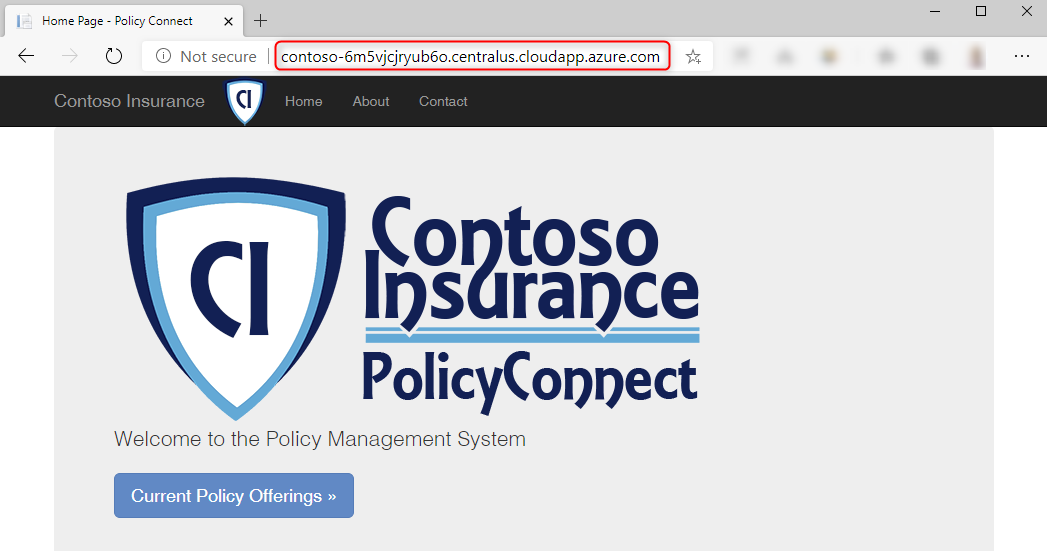 Home Page - Policy Connect
Not secure
contoso-6m5vjcjryub6o.centralus.cloudapp.azure.com
Contoso Insurance CI Home About Contact
CI
Contoso
Insurance
PolicyConnect
Welcome to the Policy Management System
Current Policy Offerings »